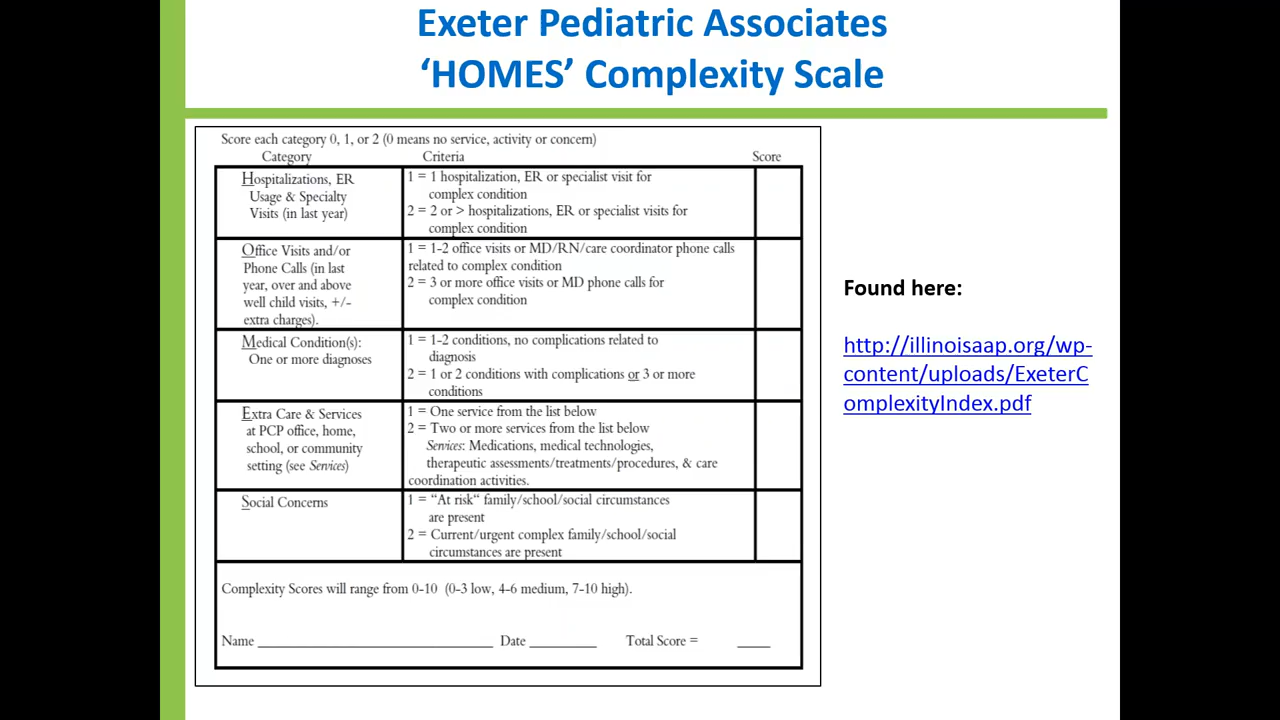 Exeter Pediatric Associates
‘HOMES’ Complexity Scale
Score each category 0, 1, or 2 (0 means no service, activity or concern)
Category Criteria Score
Hospitalizations, ER
Usage & Specialty
Visits (in last year)
1 = 1 hospitalization, ER or specialist visit for
complex condition
2 = 2 or > hospitalizations, ER or specialist visits for
complex condition
Office Visits and/or
Phone Calls (in last
year, over and above
well child visits, +/-
extra charges).
1 = 1-2 office visits or MD/RN/care coordinator phone calls
related to complex condition
2 = 3 or more office visits or MD phone calls for
complex condition
Medical Condition(s):
One or more diagnoses
1 = 1-2 conditions, no complications related to
diagnosis
2 = 1 or 2 conditions with complications or 3 or more
conditions
Extra Care & Services
at PCP office, home,
school, or community
setting (see Services)
1 = One service from the list below
2 = Two or more services from the list below
Services: Medications, medical technologies,
therapeutic assessments/treatments/procedures, & care
coordination activities.
Social Concerns
1 = “At risk“ family/school/social circumstances
are present
2 = Current/urgent complex family/school/social
circumstances are present
Complexity Scores will range from 0-10 (0-3 low, 4-6 medium, 7-10 high).
Name ______ Date ______ Total Score = ______
Found here:
http://illinoisaap.org/wp-
content/uploads/ExeterC
omplexityIndex.pdf